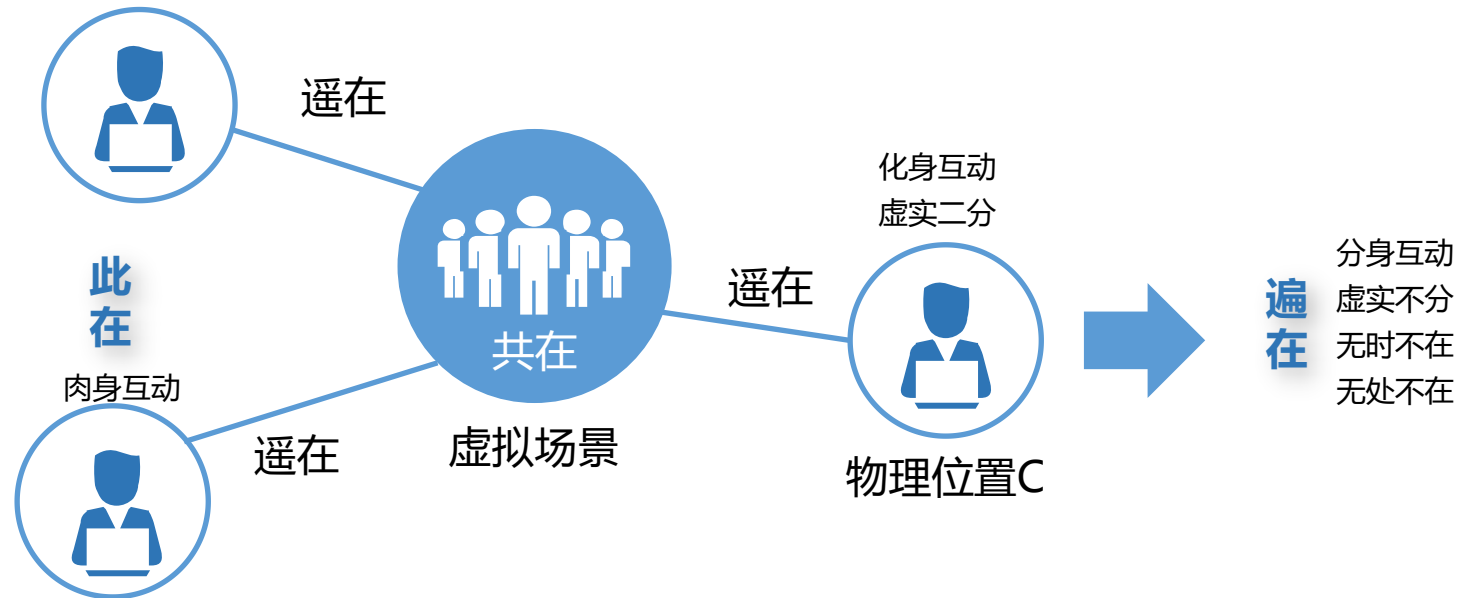 遥在
此在
肉身互动
遥在
共在
虚拟场景
遥在
化身互动
虚实二分
物理位置C
遍在
分身互动
虚实不分
无时不在
无处不在